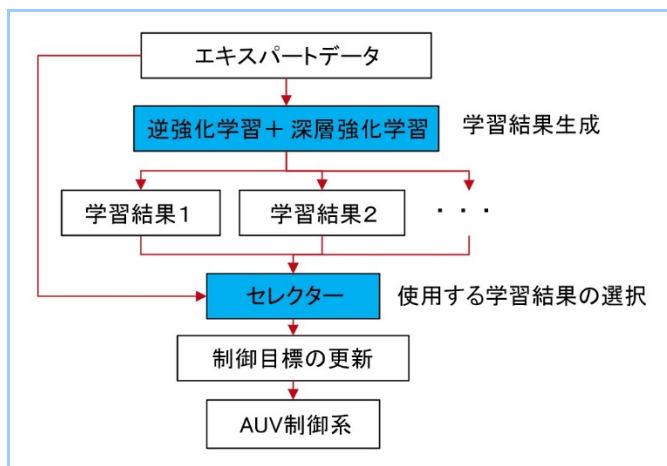 エキスパートデータ
逆強化学習＋深層強化学習
学習結果生成
学習結果1
学習結果2
・・・
セレクター
使用する学習結果の選択
制御目標の更新
AUV制御系